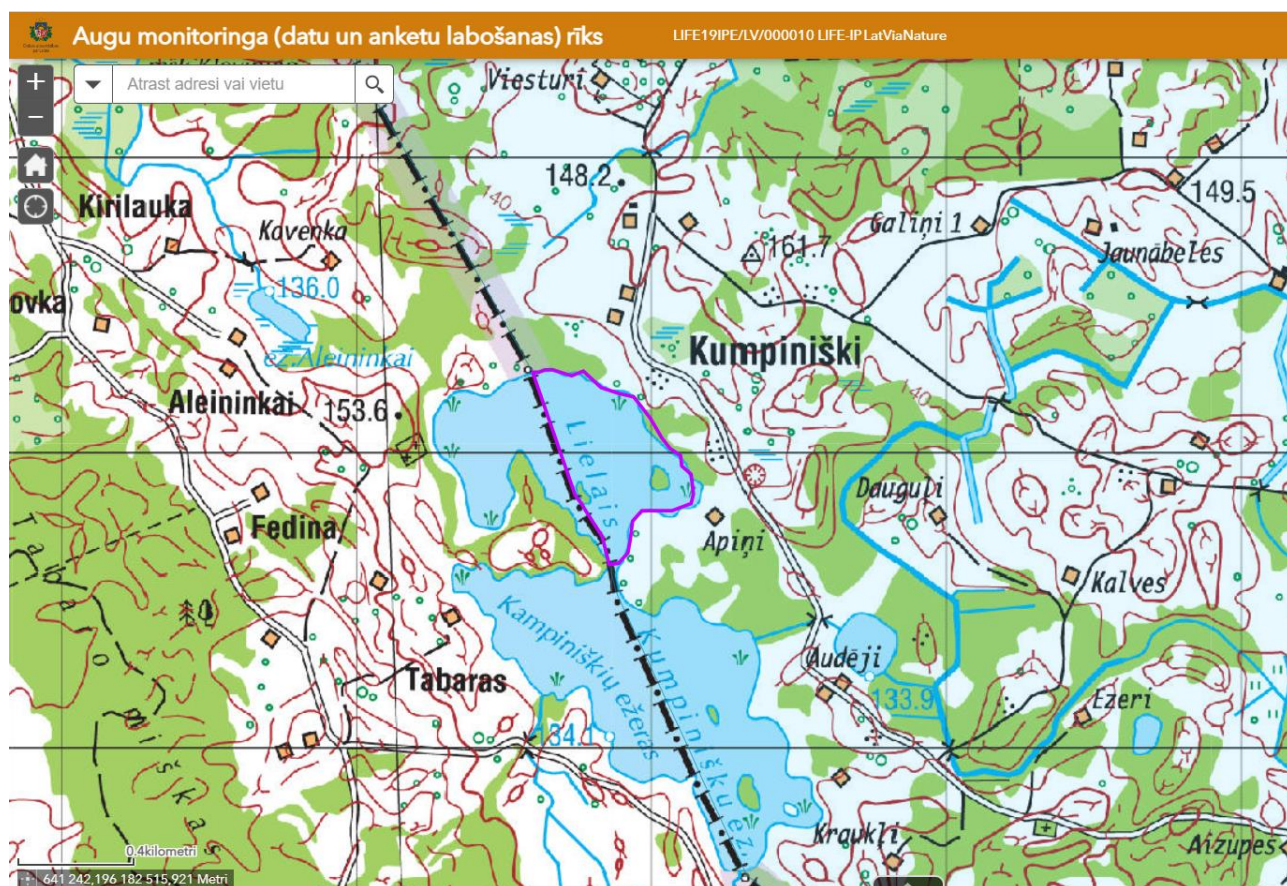 Augu monitoringa (datu un anketu labošanas) rīks
LIFE19IPE/LV/000010 LIFE-IP LatViaNature
+
Atrast adresi vai vietu
−
Viesturi
148.2
149.5
Kirilauka
140
Galiņi 1
Kovenka
161.7
Jaunābeles
136.0
ovka
ez. Aleininkai
Kumpiniški
Aleininkai
153.6
140
Lielais
Dauguļi
Fedina
Apiņi
Kalves
Kampiniškių ežeras
Kumpinišku ez.
Audēji
Tabaras
133.9
Ezeri
134.1
Kraukļi
Aizupes
0.4kilometri
641 242,196 182 515,921 Metri